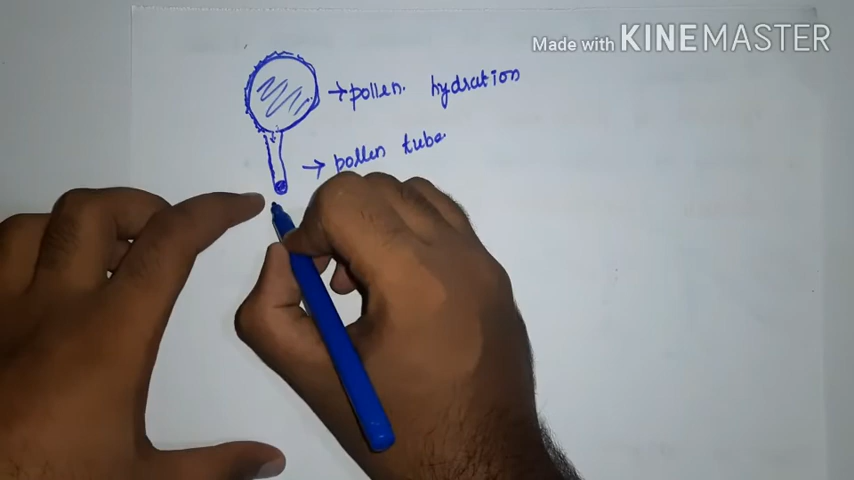 Made with KINEMASTER
→pollen. hydration
→ pollen tube